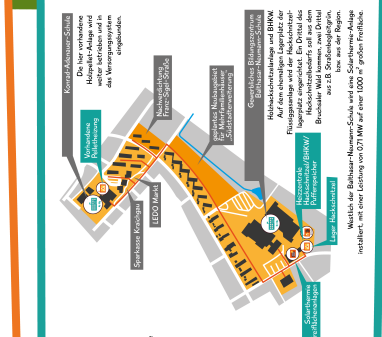 Konrad-Adenauer-Schule
Die hier vorhandene
Holzpellet-Anlage wird
weiter betrieben und in
das Versorgungssystem
eingebunden.
Vorhandene
Pelletheizung
Nachverdichtung
Franz-Sigel-Straße
Sparkasse Kraichgau
LEDO Markt
geplantes Neubaugebiet
für Mehrfamilienhäuser
„Südstadterweiterung“
Gewerbliches Bildungszentrum
Balthasar-Neumann-Schule
Holzhackschnitzelanlage und BHKW.
Auf dem ehemaligen Lagerplatz der
Flüssiggasanlage wird der Hackschnitzel-
lagerplatz eingerichtet. Ein Drittel des
Hackschnitzelbedarfs soll aus dem
Bruchsaler Wald kommen, zwei Drittel
aus z.B. Straßenbegleitgrün.
bzw. aus der Region.
Heizzentrale
Hackschnitzel/BHKW/
Pufferspeicher
Lager Hackschnitzel
Solarthermie
Freiflächenanlagen
Westlich der Balthasar-Neumann-Schule wird eine Solarthermie-Anlage
installiert, mit einer Leistung von 0,71 MW auf einer 1.000 m² großen Freifläche.